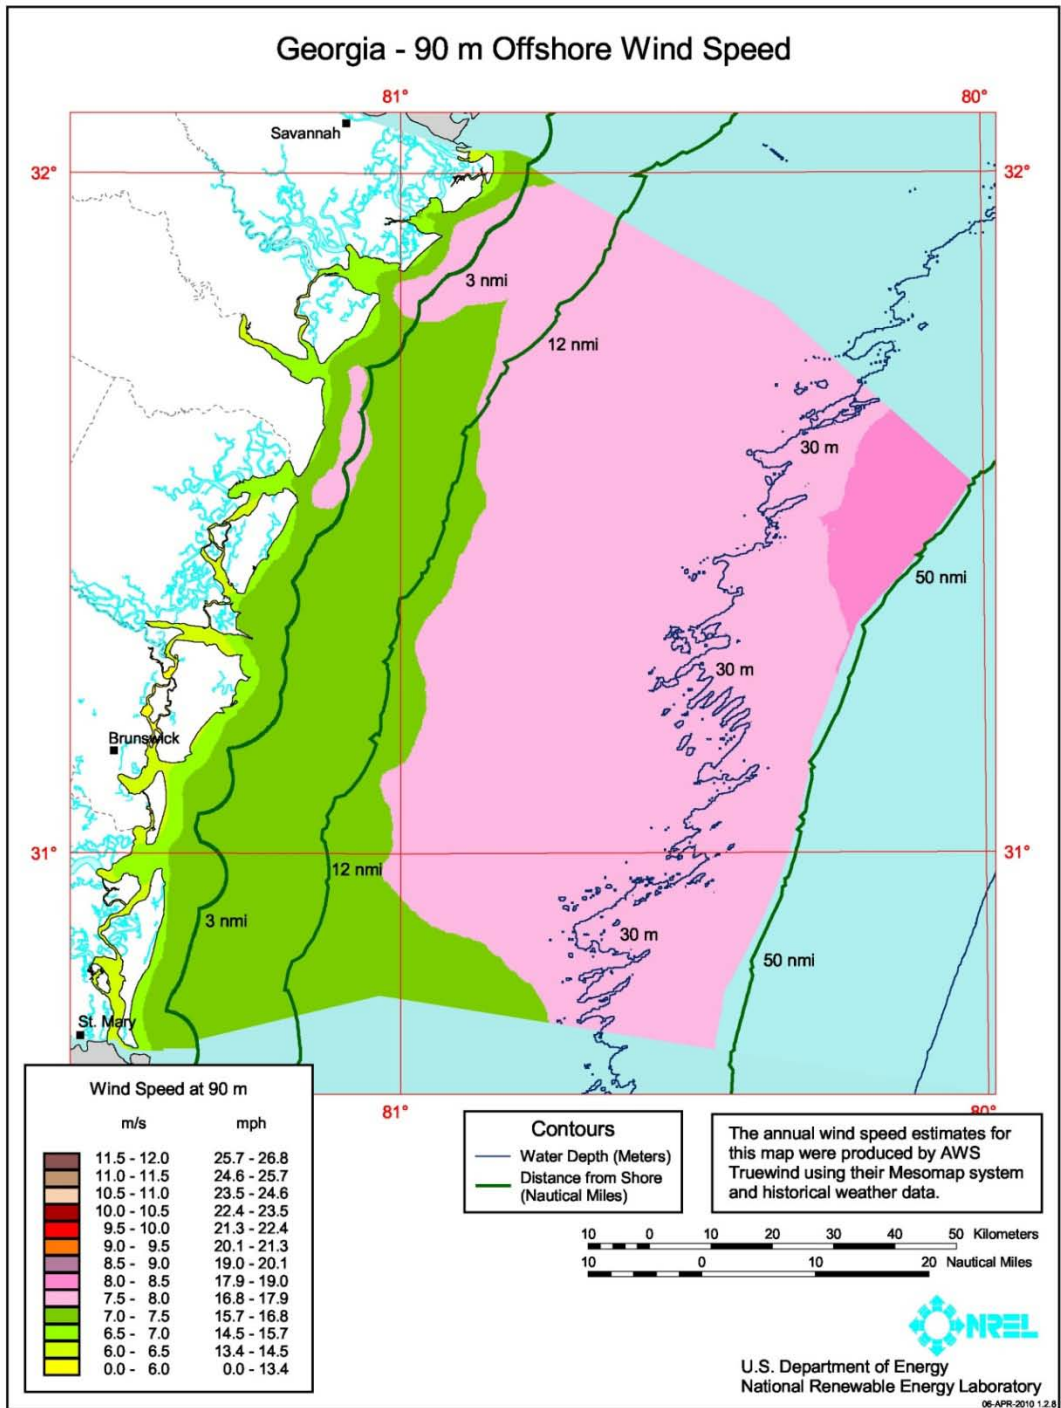 Georgia - 90 m Offshore Wind Speed
81°
80°
Savannah
32°
32°
3 nmi
12 nmi
30 m
50 nmi
30 m
Brunswick
31°
31°
12 nmi
3 nmi
30 m
50 nmi
St. Mary
81°
80°
Wind Speed at 90 m
m/s mph
11.5 - 12.0 25.7 - 26.8
11.0 - 11.5 24.6 - 25.7
10.5 - 11.0 23.5 - 24.6
10.0 - 10.5 22.4 - 23.5
9.5 - 10.0 21.3 - 22.4
9.0 - 9.5 20.1 - 21.3
8.5 - 9.0 19.0 - 20.1
8.0 - 8.5 17.9 - 19.0
7.5 - 8.0 16.8 - 17.9
7.0 - 7.5 15.7 - 16.8
6.5 - 7.0 14.5 - 15.7
6.0 - 6.5 13.4 - 14.5
0.0 - 6.0 0.0 - 13.4
Contours
Water Depth (Meters)
Distance from Shore
(Nautical Miles)
The annual wind speed estimates for
this map were produced by AWS
Truewind using their Mesomap system
and historical weather data.
10 0 10 20 30 40 50 Kilometers
10 0 10 20 Nautical Miles
NREL
U.S. Department of Energy
National Renewable Energy Laboratory
06-APR-2010 1.2.8